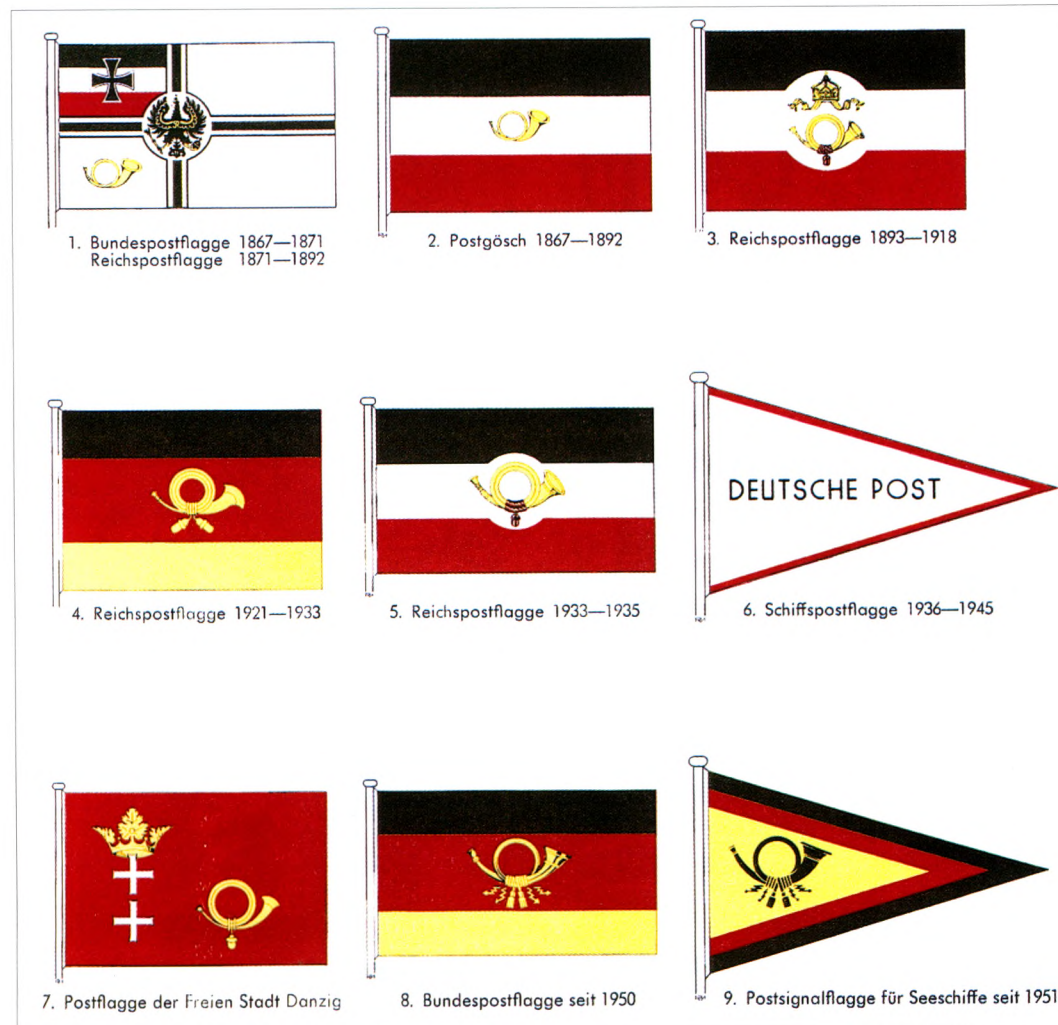 1. Bundespostflagge 1867—1871
Reichspostflagge 1871—1892
2. Postgösch 1867—1892
3. Reichspostflagge 1893—1918
4. Reichspostflagge 1921—1933
5. Reichspostflagge 1933—1935
DEUTSCHE POST
6. Schiffspostflagge 1936—1945
7. Postflagge der Freien Stadt Danzig
8. Bundespostflagge seit 1950
9. Postsignalflagge für Seeschiffe seit 1951